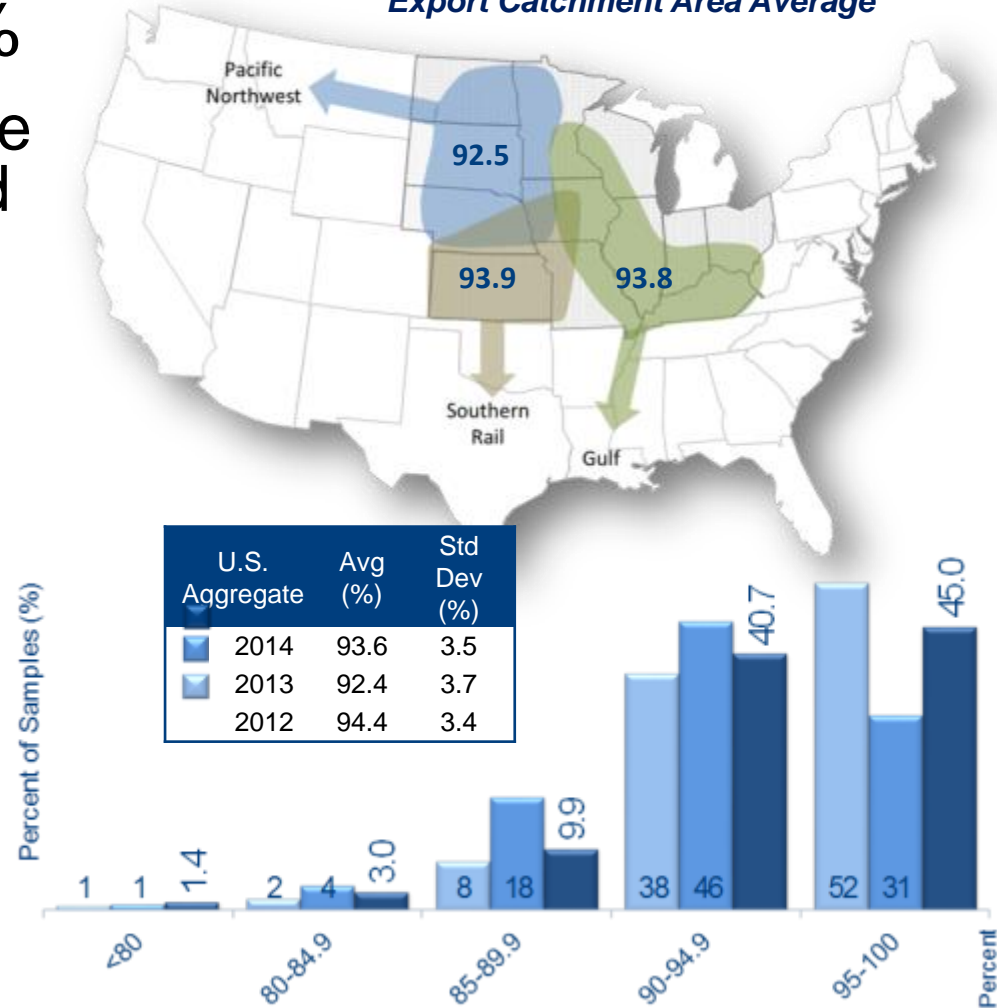 %
e
d
Export Catchment Area Average
Pacific
Northwest
92.5
93.9
93.8
Southern
Rail
Gulf
U.S.
Aggregate
Avg
(%)
Std
Dev
(%)
2014 93.6 3.5
2013 92.4 3.7
2012 94.4 3.4
Percent of Samples (%)
1 1 1.4
2 4 3.0
8 18 9.9
38 46 40.7
52 31 45.0
<80 80-84.9 85-89.9 90-94.9 95-100
Percent